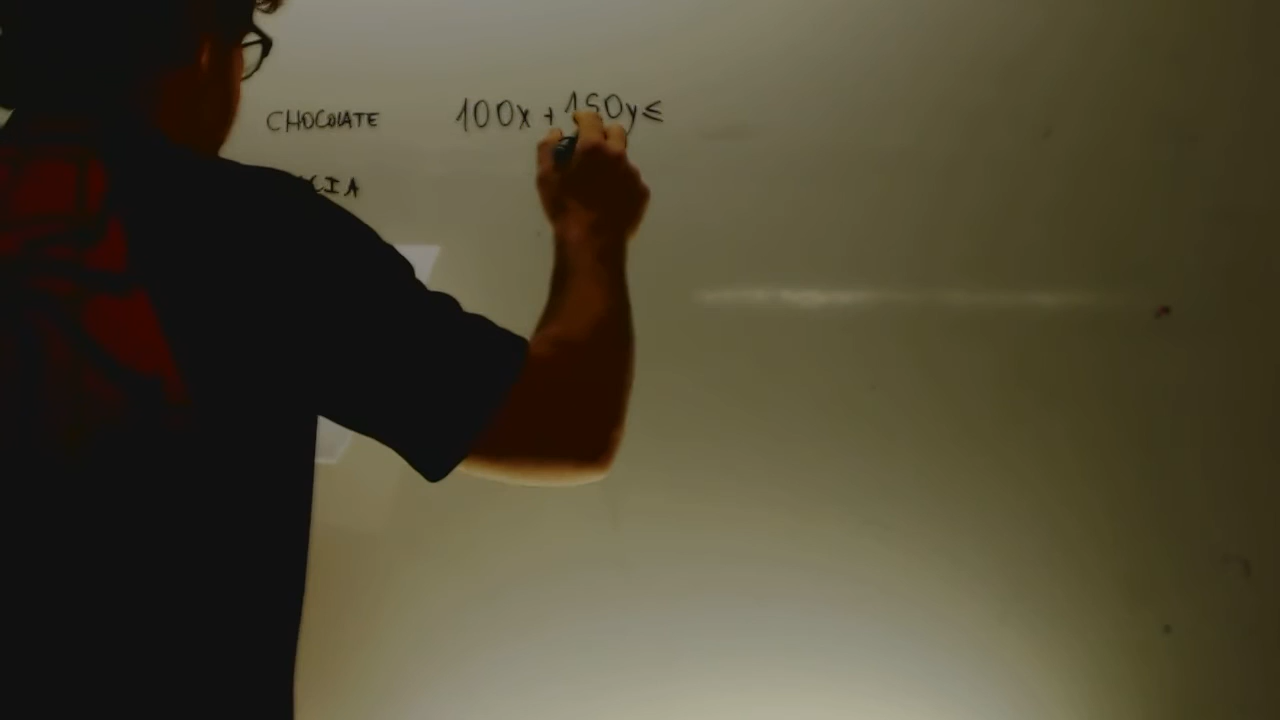 CHOCOLATE 100x + 150y ≤